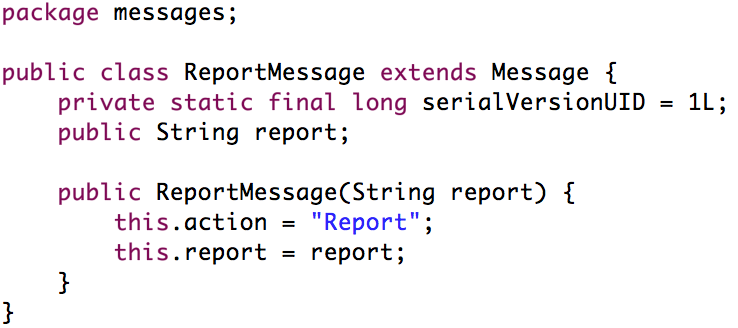 package messages;

public class ReportMessage extends Message {
    private static final long serialVersionUID = 1L;
    public String report;

    public ReportMessage(String report) {
        this.action = "Report";
        this.report = report;
    }
}